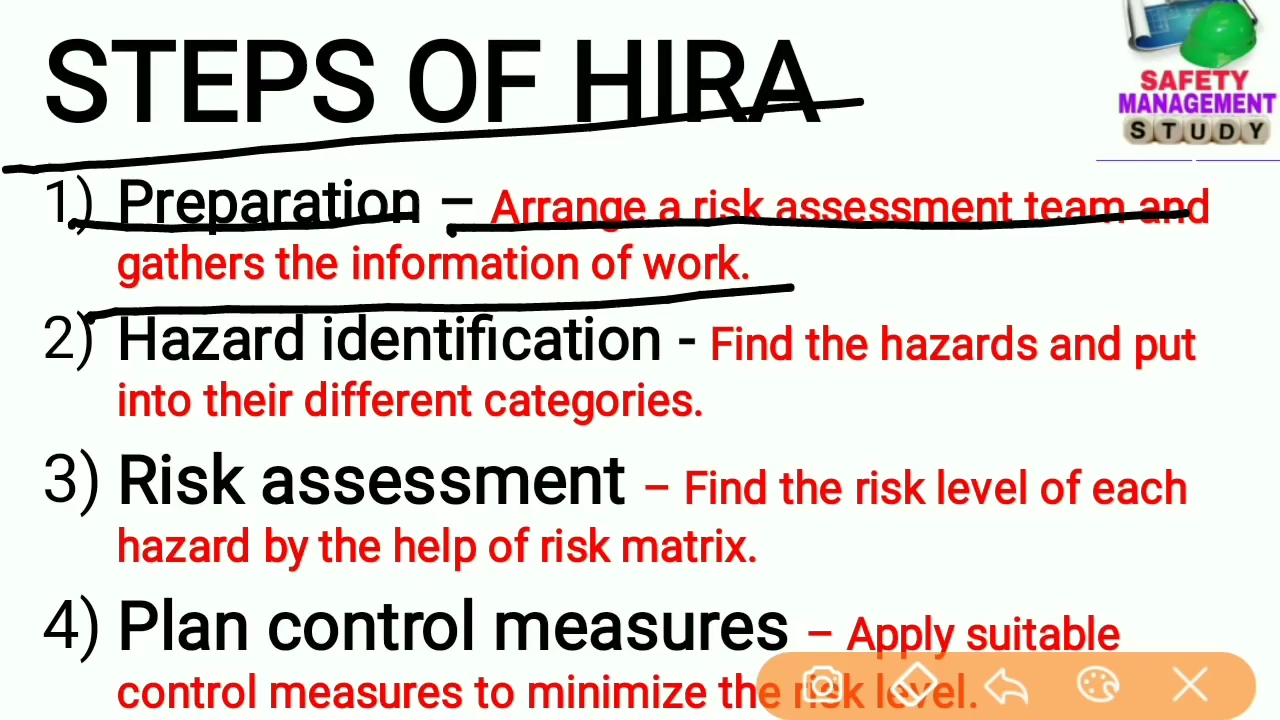 STEPS OF HIRA
SAFETY
MANAGEMENT
STUDY
1) Preparation – Arrange a risk assessment team and
gathers the information of work.
2) Hazard identification - Find the hazards and put
into their different categories.
3) Risk assessment – Find the risk level of each
hazard by the help of risk matrix.
4) Plan control measures – Apply suitable
control measures to minimize the risk level.